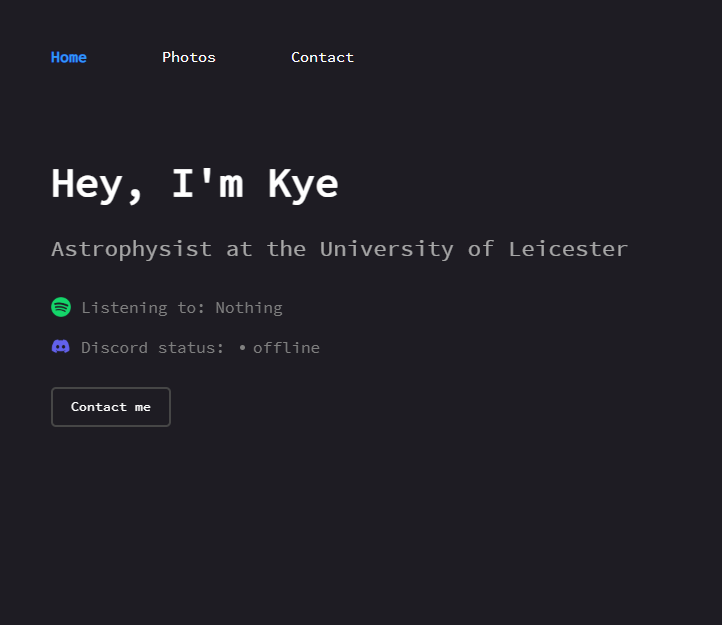 Home Photos Contact
Hey, I'm Kye
Astrophysist at the University of Leicester
Listening to: Nothing
Discord status: • offline
Contact me